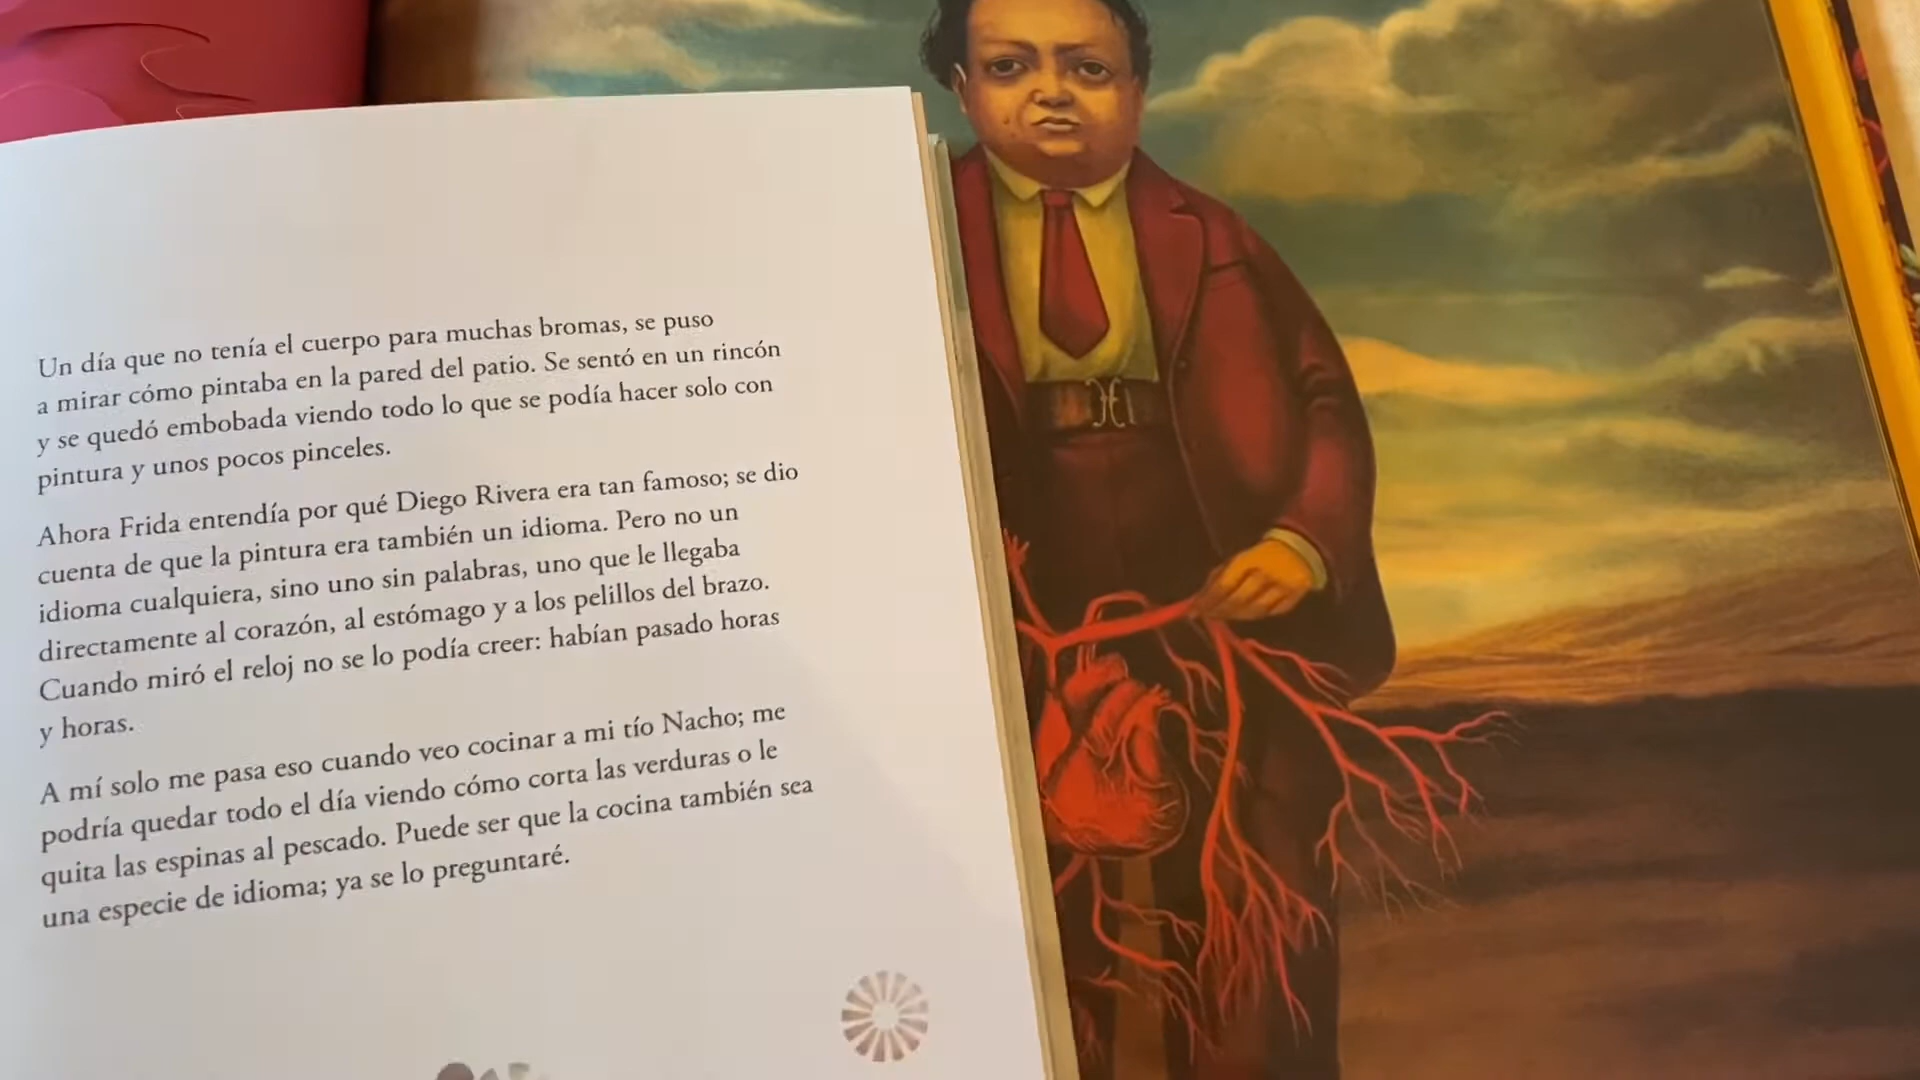 Un día que no tenía el cuerpo para muchas bromas, se puso
a mirar cómo pintaba en la pared del patio. Se sentó en un rincón
y se quedó embobada viendo todo lo que se podía hacer solo con
pintura y unos pocos pinceles.
Ahora Frida entendía por qué Diego Rivera era tan famoso; se dio
cuenta de que la pintura era también un idioma. Pero no un
idioma cualquiera, sino uno sin palabras, uno que le llegaba
directamente al corazón, al estómago y a los pelillos del brazo.
Cuando miró el reloj no se lo podía creer: habían pasado horas
y horas.
A mí solo me pasa eso cuando veo cocinar a mi tío Nacho; me
podría quedar todo el día viendo cómo corta las verduras o le
quita las espinas al pescado. Puede ser que la cocina también sea
una especie de idioma; ya se lo preguntaré.